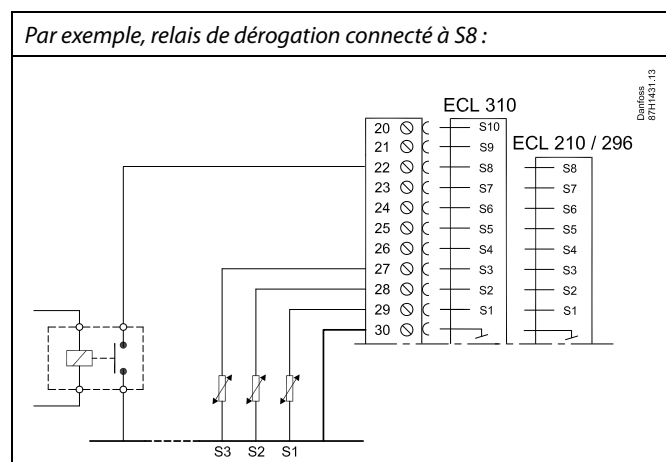 Par exemple, relais de dérogation connecté à S8 :
Danfoss
87H1431.13
ECL 310
ECL 210 / 296
20 S10
21 S9
22 S8 S8
23 S7 S7
24 S6 S6
25 S5 S5
26 S4 S4
27 S3 S3
28 S2 S2
29 S1 S1
30
S3 S2 S1